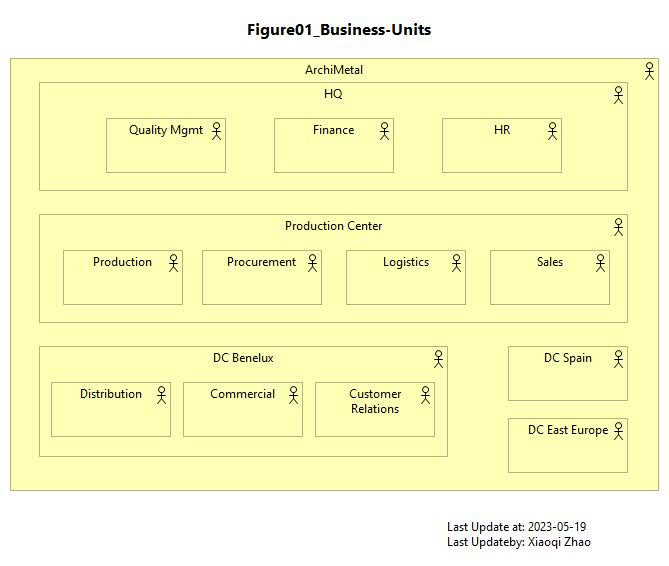 Figure01_Business-Units
ArchiMetal
HQ
Quality Mgmt
Finance
HR
Production Center
Production
Procurement
Logistics
Sales
DC Benelux
Distribution
Commercial
Customer
Relations
DC Spain
DC East Europe
Last Update at: 2023-05-19
Last Updateby: Xiaoqi Zhao